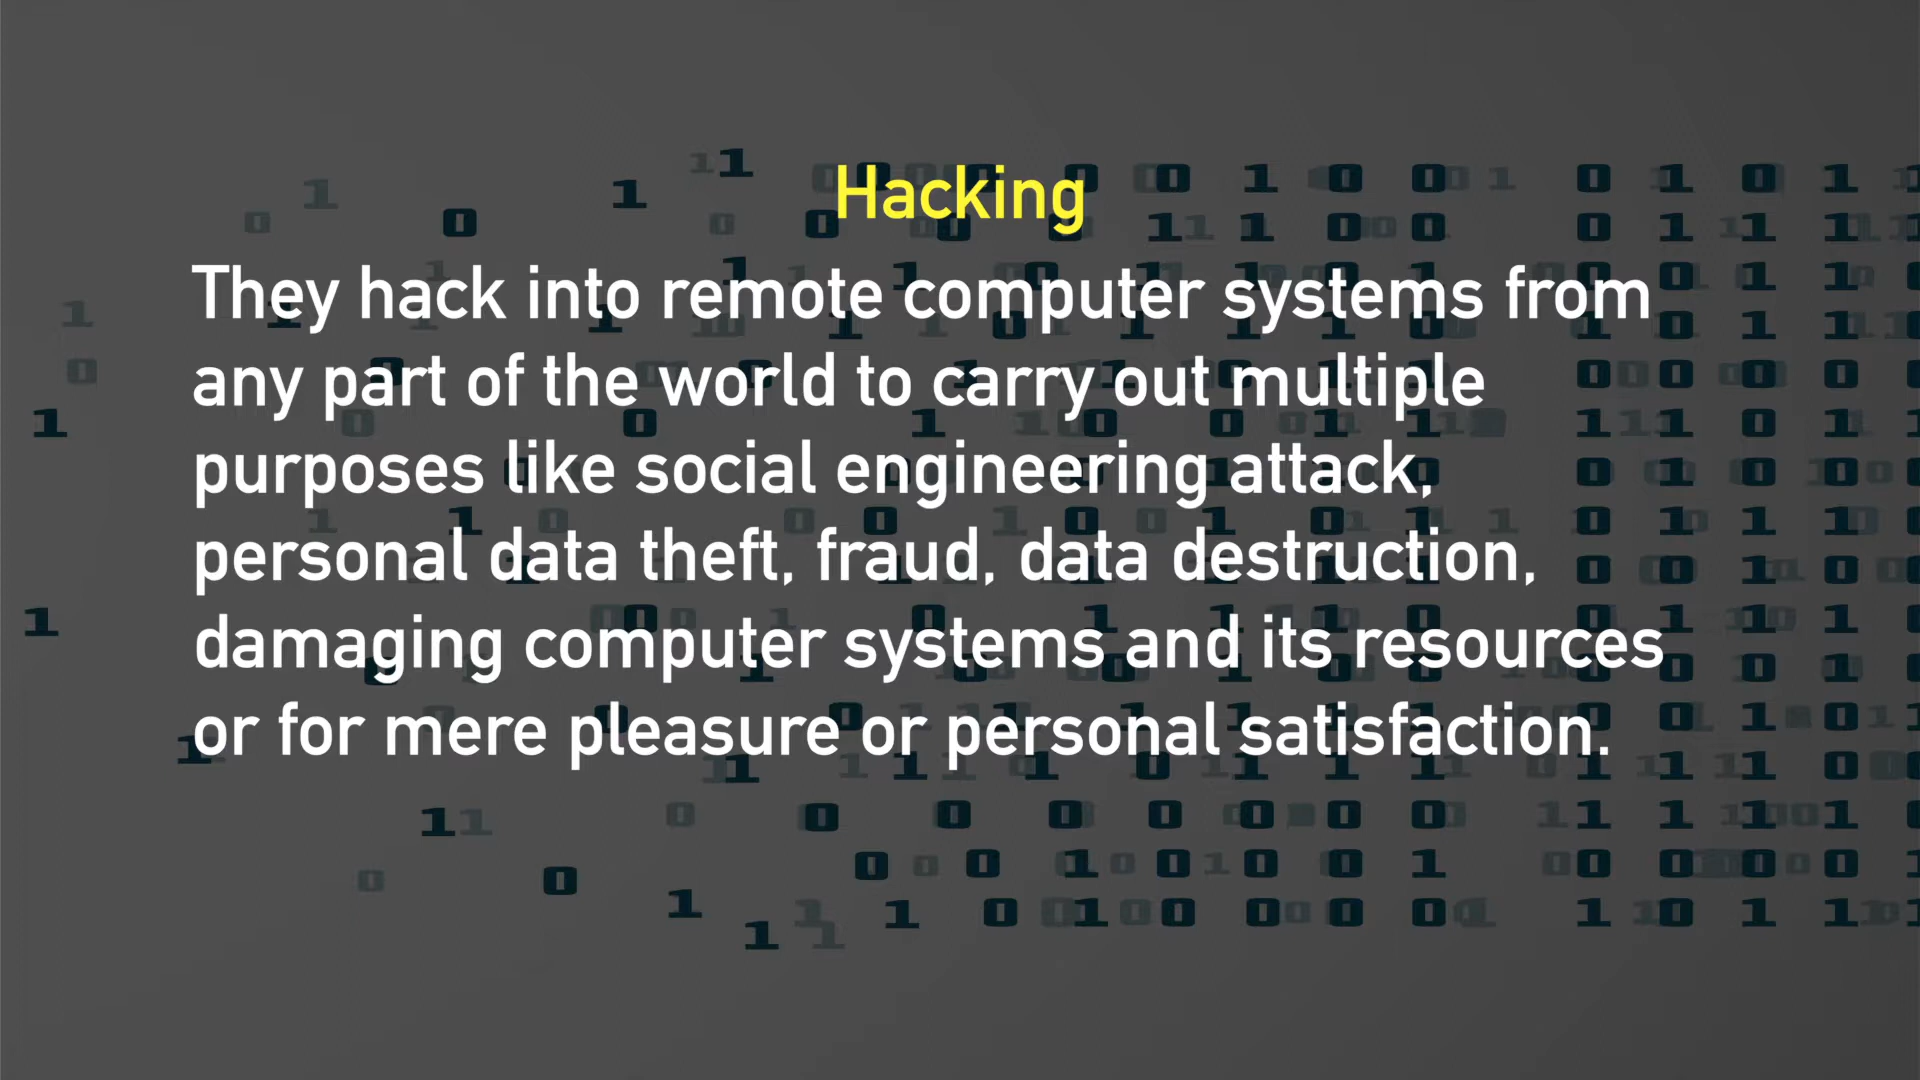 Hacking
They hack into remote computer systems from
any part of the world to carry out multiple
purposes like social engineering attack,
personal data theft, fraud, data destruction,
damaging computer systems and its resources
or for mere pleasure or personal satisfaction.